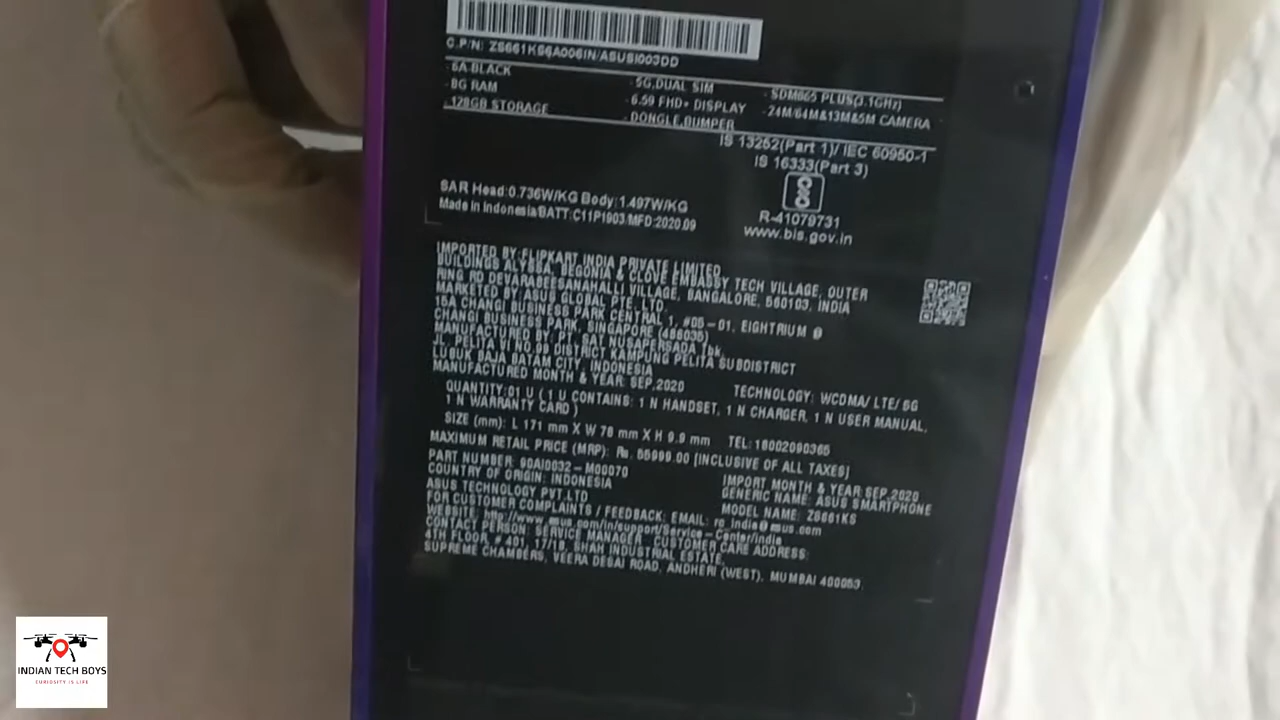 C.P/N: ZS661KS6A006IN/ASUSI003DD
6A-BLACK
8G RAM
128GB STORAGE
5G,DUAL SIM
6.59 FHD+ DISPLAY
DONGLE,BUMPER
SDM865 PLUS(3.1GHz)
24M/64M&13M&5M CAMERA
IS 13252(Part 1)/ IEC 60950-1
IS 16333(Part 3)
R-41079731
www.bis.gov.in
SAR Head:0.736W/KG Body:1.497W/KG
Made in Indonesia/BATT:C11P1903/MFD:2020.09
IMPORTED BY:FLIPKART INDIA PRIVATE LIMITED
BUILDINGS ALYSSA, BEGONIA & CLOVE EMBASSY TECH VILLAGE, OUTER
RING RD DEVARABEESANAHALLI VILLAGE, BANGALORE, 560103, INDIA
MARKETED BY:ASUS GLOBAL PTE. LTD.
15A CHANGI BUSINESS PARK CENTRAL 1, #05-01, EIGHTRIUM @
CHANGI BUSINESS PARK, SINGAPORE (486035)
MANUFACTURED BY:PT. SAT NUSAPERSADA Tbk
JL. PELITA VI NO.99 DISTRICT KAMPUNG PELITA SUBDISTRICT
LUBUK BAJA BATAM CITY, INDONESIA
MANUFACTURED MONTH & YEAR: SEP,2020
TECHNOLOGY: WCDMA/ LTE/ 5G
QUANTITY:01 U ( 1 U CONTAINS: 1 N HANDSET, 1 N CHARGER, 1 N USER MANUAL,
1 N WARRANTY CARD )
SIZE (mm): L 171 mm X W 78 mm X H 9.9 mm TEL: 18002090365
MAXIMUM RETAIL PRICE (MRP): Rs. 55999.00 [INCLUSIVE OF ALL TAXES]
PART NUMBER: 90AI0032-M00070
COUNTRY OF ORIGIN: INDONESIA
IMPORT MONTH & YEAR:SEP,2020
GENERIC NAME: ASUS SMARTPHONE
MODEL NAME: ZS661KS
ASUS TECHNOLOGY PVT.LTD
FOR CUSTOMER COMPLAINTS / FEEDBACK: EMAIL: ro_india@asus.com
WEBSITE: http://www.asus.com/in/support/Service-Center/india
CONTACT PERSON: SERVICE MANAGER CUSTOMER CARE ADDRESS:
4TH FLOOR, # 401, 17/18, SHAH INDUSTRIAL ESTATE,
SUPREME CHAMBERS, VEERA DESAI ROAD, ANDHERI (WEST), MUMBAI 400053.
INDIAN TECH BOYS
CURIOSITY IS LIFE